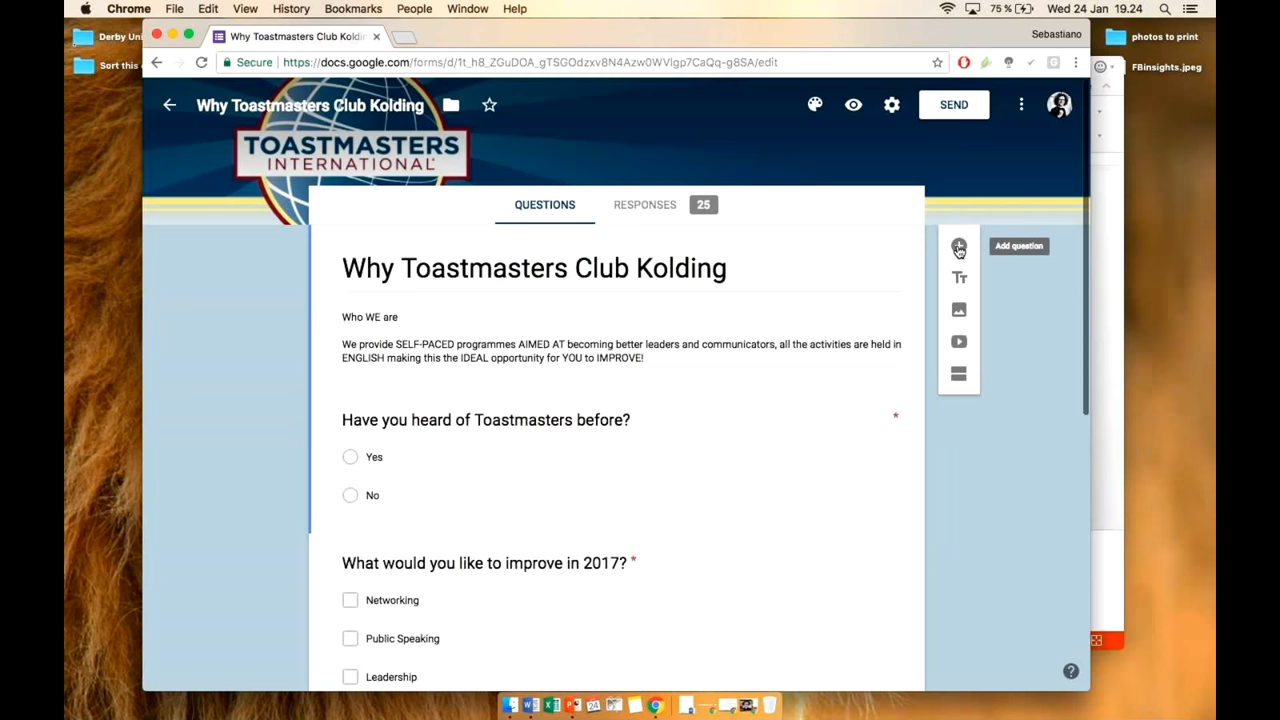 Chrome File Edit View History Bookmarks People Window Help 75 % Wed 24 Jan 19.24
Derby Uni
Sort this
photos to print
FBinsights.jpeg
Why Toastmasters Club Koldin
Sebastiano
Secure https://docs.google.com/forms/d/1t_h8_ZGuDOA_gTSGOdzxv8N4Azw0WVlgp7CaQq-g8SA/edit
Why Toastmasters Club Kolding
SEND
TOASTMASTERS
INTERNATIONAL
QUESTIONS RESPONSES 25
Add question
Why Toastmasters Club Kolding
Who WE are
We provide SELF-PACED programmes AIMED AT becoming better leaders and communicators, all the activities are held in
ENGLISH making this the IDEAL opportunity for YOU to IMPROVE!
Have you heard of Toastmasters before? *
Yes
No
What would you like to improve in 2017? *
Networking
Public Speaking
Leadership